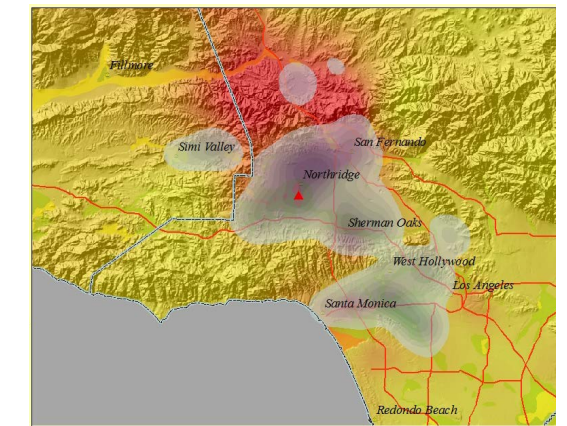 Fillmore
San Fernando
Simi Valley
Northridge
Sherman Oaks
West Hollywood
Los Angeles
Santa Monica
Redondo Beach